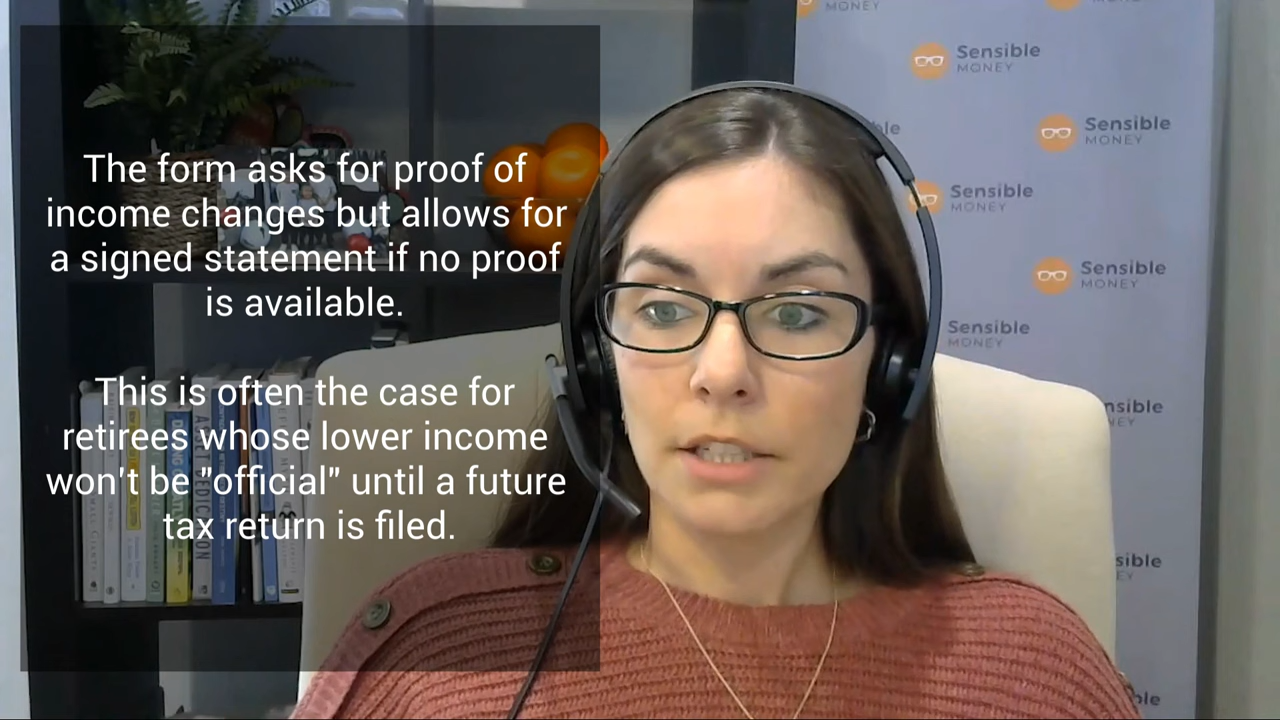 The form asks for proof of
income changes but allows for
a signed statement if no proof
is available.
This is often the case for
retirees whose lower income
won't be "official" until a future
tax return is filed.
MONEY
Sensible
MONEY
Sensible
MONEY
Sensible
MONEY
Sensible
MONEY
Sensible
MONEY